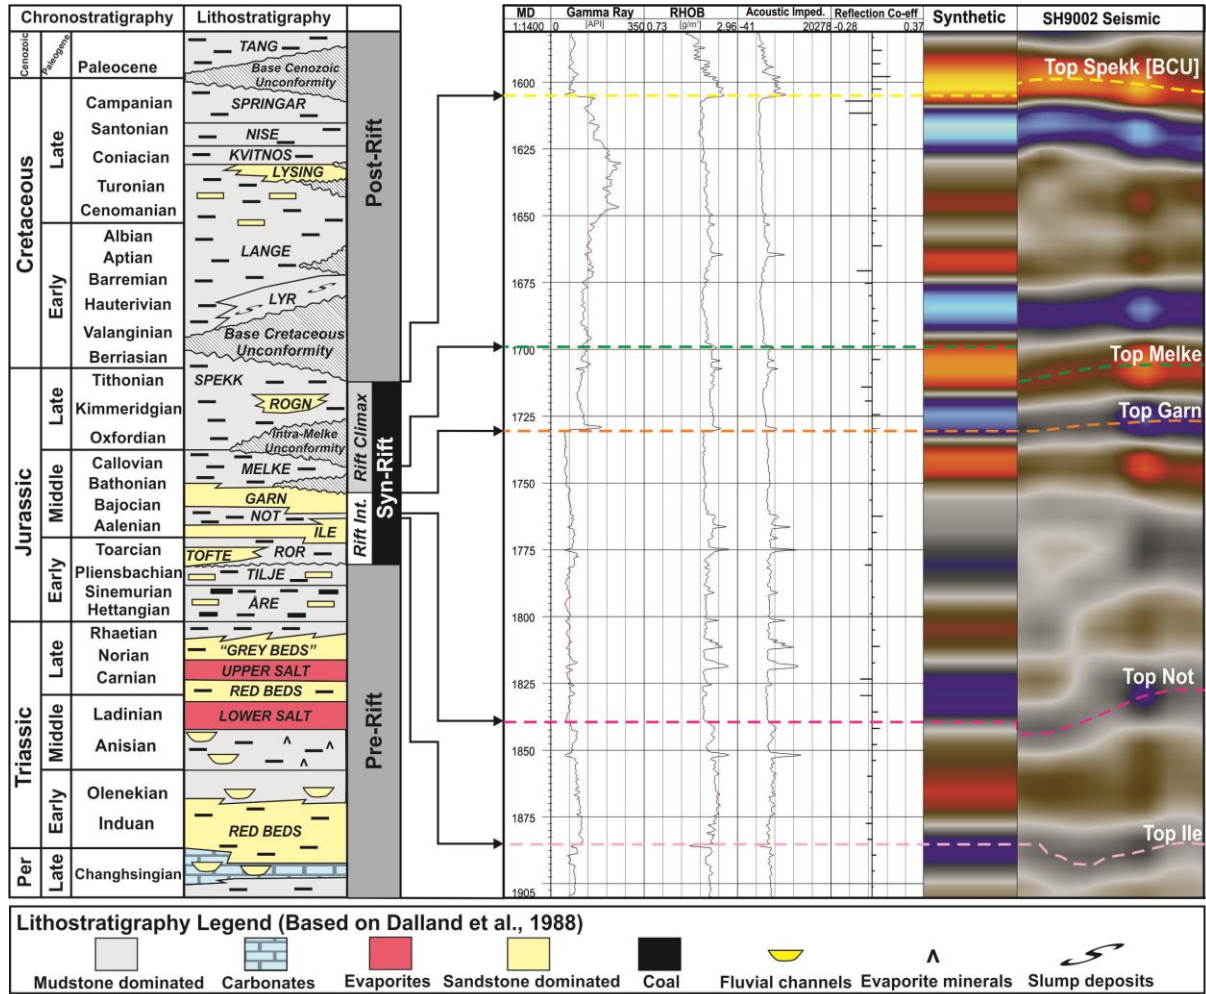 Chronostratigraphy
Lithostratigraphy
Cenozoic
Paleogene
Paleocene
Cretaceous
Late
Campanian
Santonian
Coniacian
Turonian
Cenomanian
Early
Albian
Aptian
Barremian
Hauterivian
Valanginian
Berriasian
Jurassic
Late
Tithonian
Kimmeridgian
Oxfordian
Middle
Callovian
Bathonian
Bajocian
Aalenian
Early
Toarcian
Pliensbachian
Sinemurian
Hettangian
Triassic
Late
Rhaetian
Norian
Carnian
Middle
Ladinian
Anisian
Early
Olenekian
Induan
Per
Late
Changhsingian
TANG
Base Cenozoic
Unconformity
SPRINGAR
NISE
KVITNOS
LYSING
LANGE
LYR
Base Cretaceous
Unconformity
SPEKK
ROGN
Intra-Melke
Unconformity
MELKE
GARN
NOT
ILE
TOFTE
ROR
TILJE
ÅRE
"GREY BEDS"
UPPER SALT
RED BEDS
LOWER SALT
RED BEDS
Post-Rift
Rift Climax
Rift Int.
Syn-Rift
Pre-Rift
MD
1:1400
Gamma Ray
0 [API] 350
RHOB
0.73 [g/m³] 2.96
Acoustic Imped.
-41 20278
Reflection Co-eff
-0.28 0.37
Synthetic
SH9002 Seismic
1600
1625
1650
1675
1700
1725
1750
1775
1800
1825
1850
1875
1905
Top Spekk [BCU]
Top Melke
Top Garn
Top Not
Top Ile
Lithostratigraphy Legend (Based on Dalland et al., 1988)
Mudstone dominated
Carbonates
Evaporites
Sandstone dominated
Coal
Fluvial channels
Evaporite minerals
Slump deposits